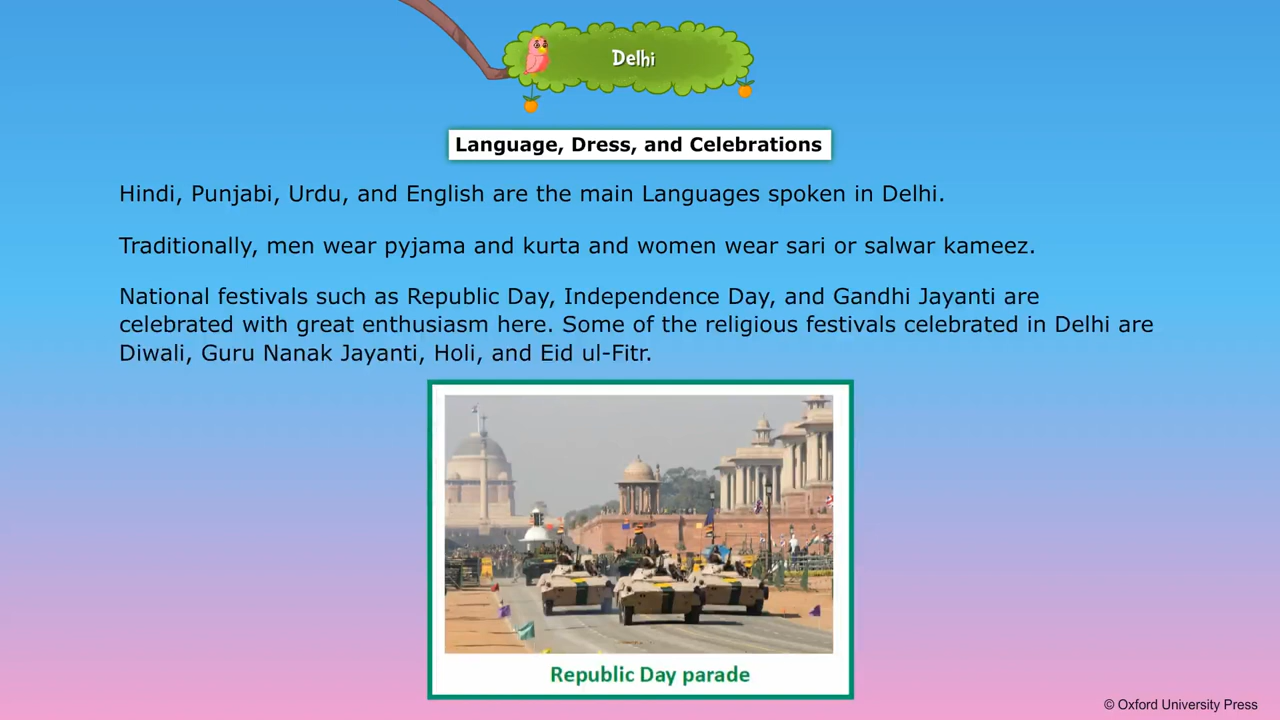 Delhi
Language, Dress, and Celebrations
Hindi, Punjabi, Urdu, and English are the main Languages spoken in Delhi.
Traditionally, men wear pyjama and kurta and women wear sari or salwar kameez.
National festivals such as Republic Day, Independence Day, and Gandhi Jayanti are
celebrated with great enthusiasm here. Some of the religious festivals celebrated in Delhi are
Diwali, Guru Nanak Jayanti, Holi, and Eid ul-Fitr.
Republic Day parade
© Oxford University Press